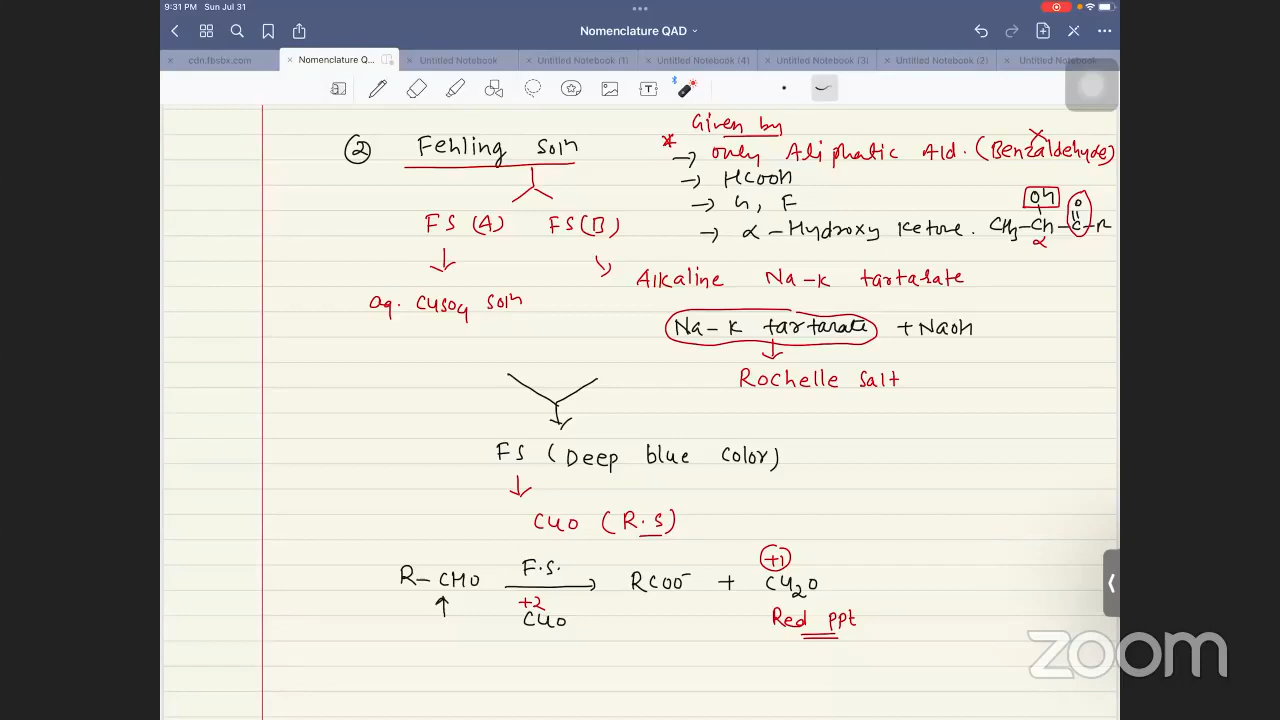 9:31 PM Sun Jul 31
Nomenclature QAD
cdn.fbsbx.com
Nomenclature Q...
Untitled Notebook
Untitled Notebook (1)
Untitled Notebook (4)
Untitled Notebook (3)
Untitled Notebook (2)
Untitled Notebook
Given by
② Fehling Soln
* → only Aliphatic Ald. (Benzaldehyde)
→ HCOOH
→ G, F
→ α - Hydroxy Ketone. CH3-CH-C-R
OH O
α
FS (A) FS (B)
Alkaline Na-K tartarate
aq. CuSO4 Soln
Na-K tartarate + NaOH
Rochelle Salt
FS (Deep blue color)
CuO (R.S)
R-CHO F.S. → RCOO⁻ + Cu2O
+2 +1
CuO
Red ppt
zoom